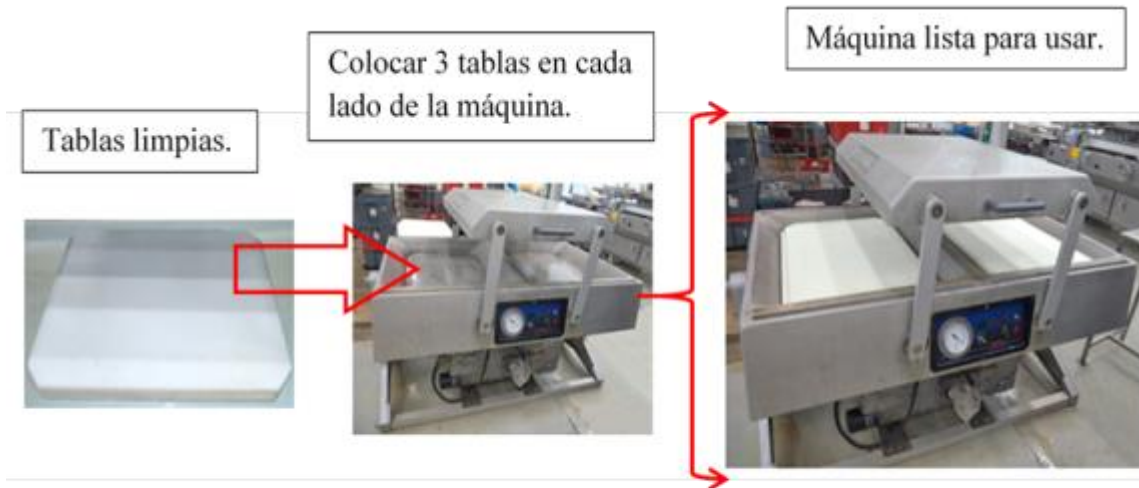 Tablas limpias.
Colocar 3 tablas en cada
lado de la máquina.
Máquina lista para usar.